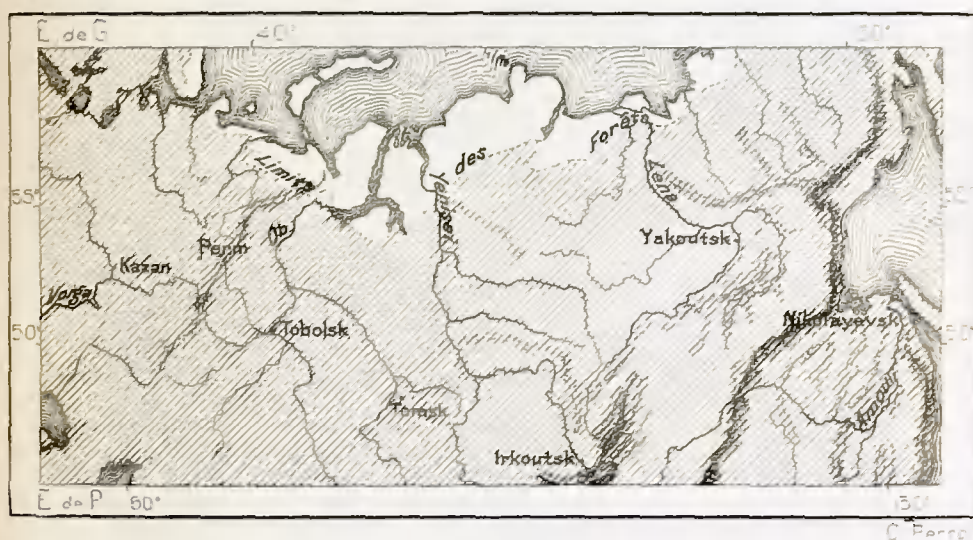 E. de G
40°
Limite des Forêts
Ob
Yenisei
Lena
55°
Perm
Yakoutsk
Kazan
Volga
50°
Tobolsk
Nikolayevsk
Tomsk
Amour
Irkoutsk
E de P 50°
130°
C. Perron